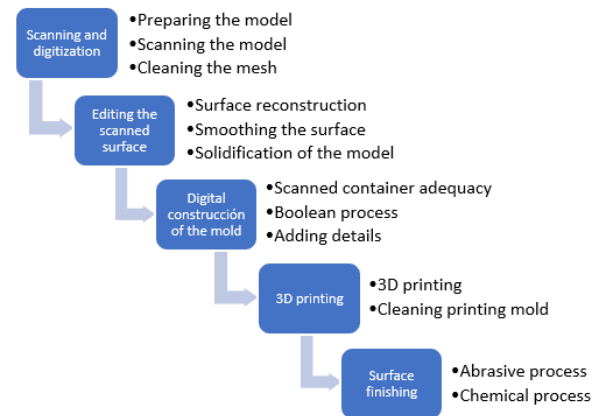 Scanning and
digitization
•Preparing the model
•Scanning the model
•Cleaning the mesh
Editing the
scanned
surface
•Surface reconstruction
•Smoothing the surface
•Solidification of the model
Digital
construcción
of the mold
•Scanned container adequacy
•Boolean process
•Adding details
3D printing
•3D printing
•Cleaning printing mold
Surface
finishing
•Abrasive process
•Chemical process